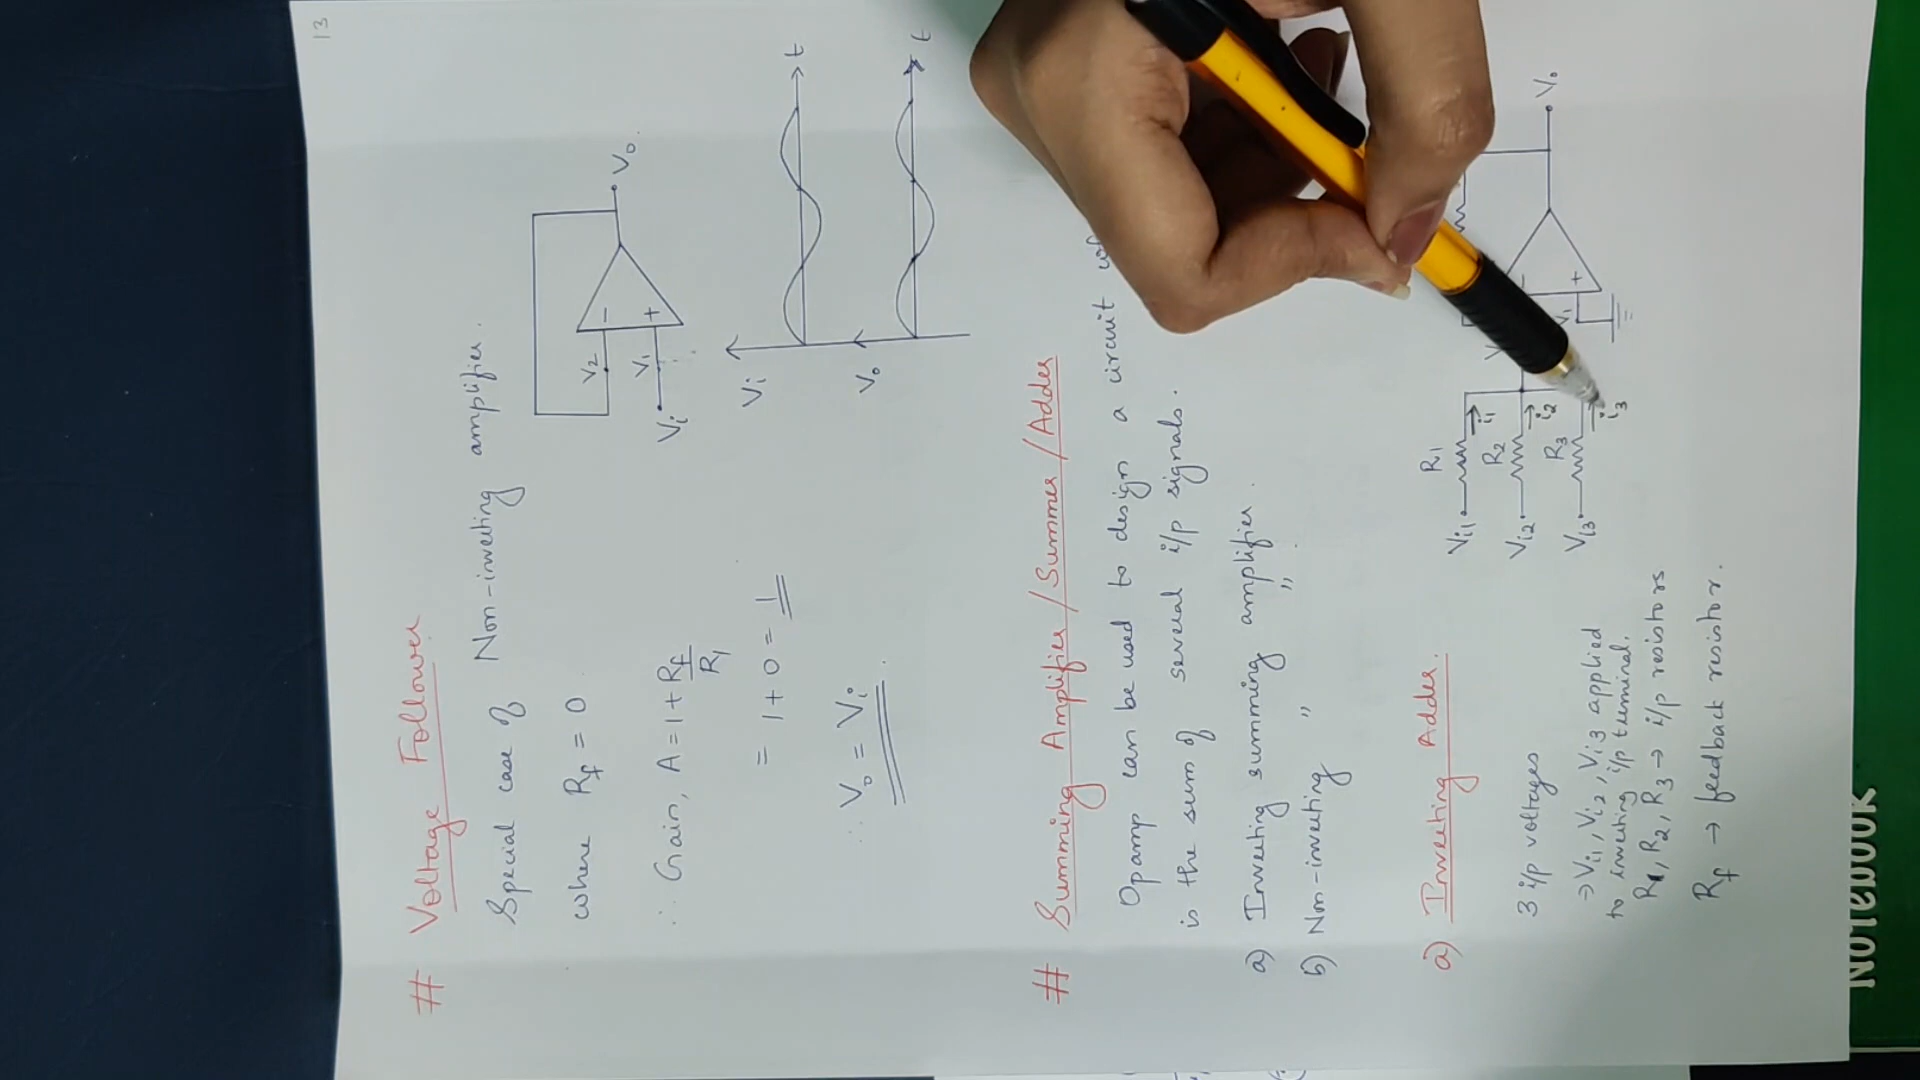 13
# Voltage Follower
Special case of Non-inverting amplifier.
where Rf = 0
∴ Gain, A = 1 + Rf/R1
= 1 + 0 = 1
∴ Vo = Vi.
V2
V1
Vi
Vo
−
+
Vi
t
Vo
t
# Summing Amplifier/Summer/Adder
Opamp can be used to design a circuit
is the sum of several i/p signals.
a) Inverting summing amplifier.
b) Non-inverting " "
a) Inverting Adder.
3 i/p voltages
→ Vi1, Vi2, Vi3 applied
to inverting i/p terminal.
R1, R2, R3 → i/p resistors
Rf → feedback resistor.
Vi1
R1
i1
Vi2
R2
i2
Vi3
R3
i3
V1
−
+
Vo
NOTEBOOK